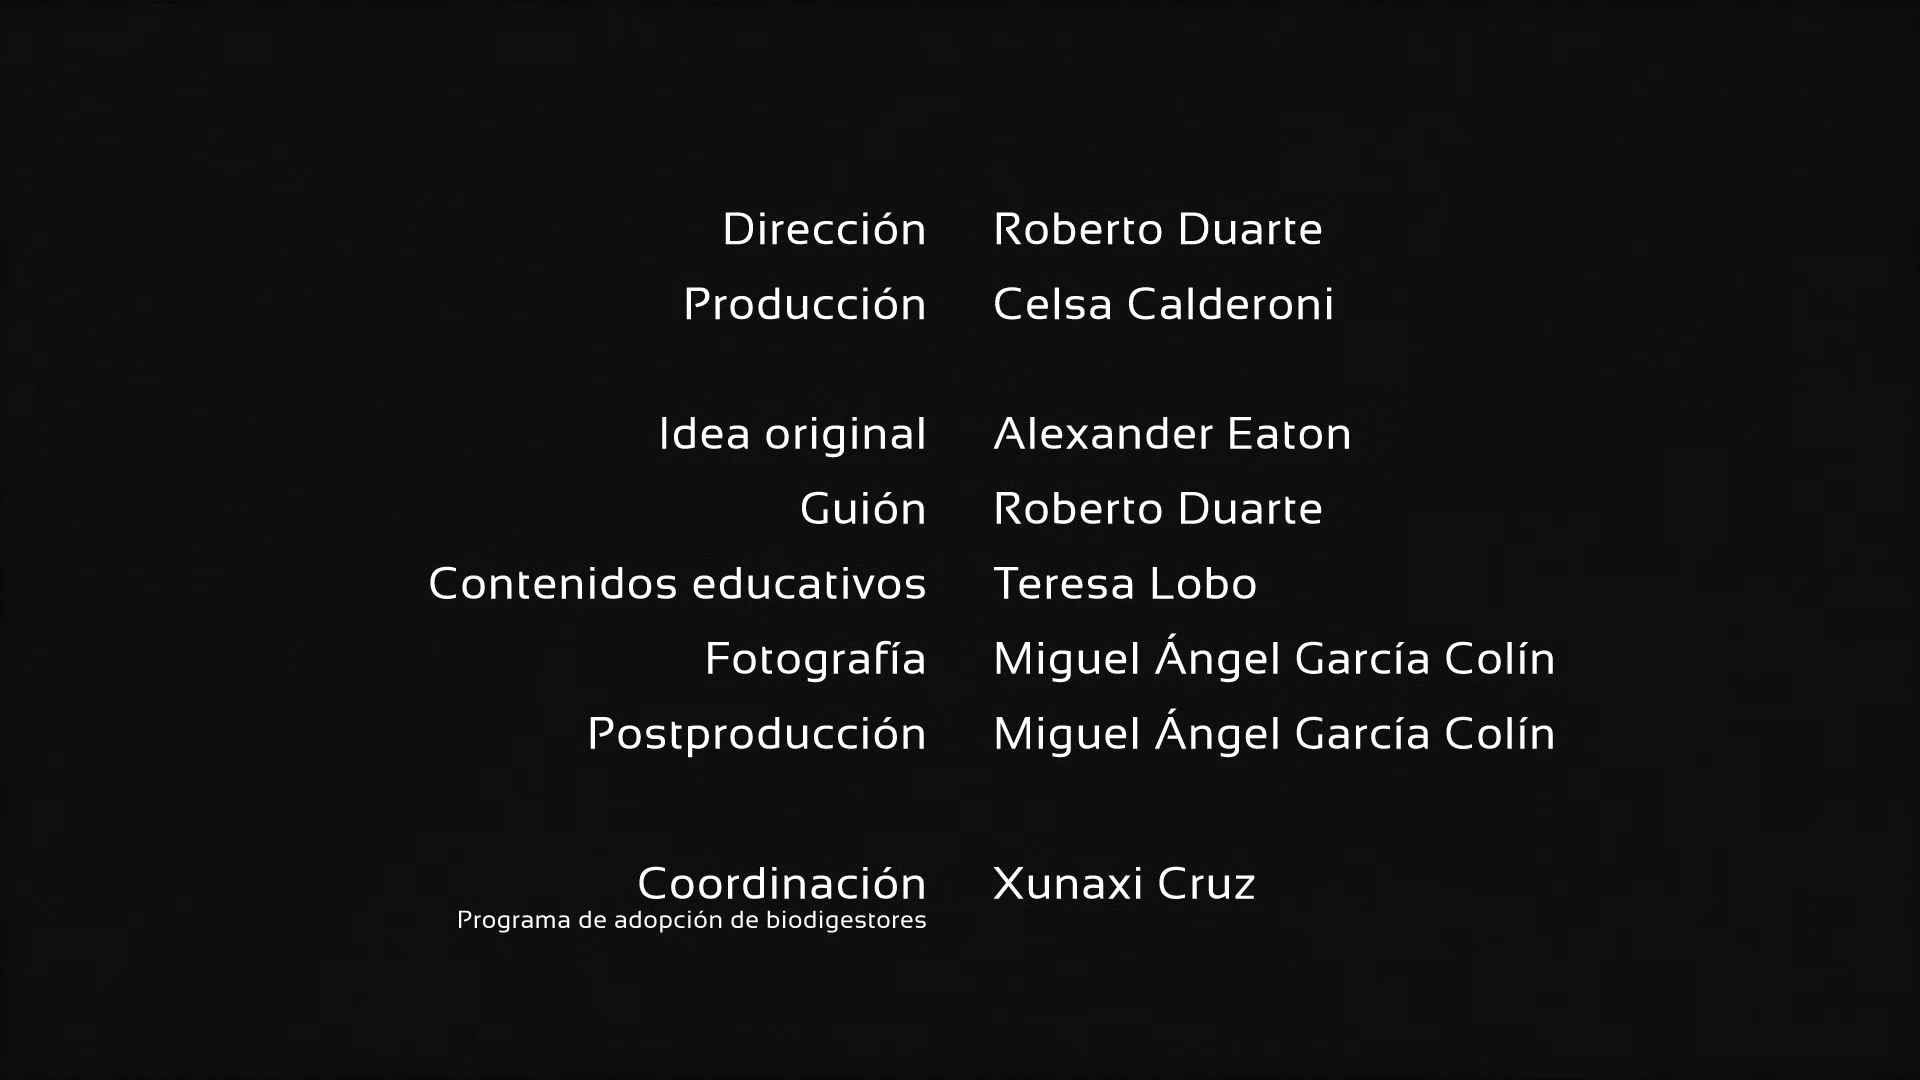 Dirección Roberto Duarte
Producción Celsa Calderoni
Idea original Alexander Eaton
Guión Roberto Duarte
Contenidos educativos Teresa Lobo
Fotografía Miguel Ángel García Colín
Postproducción Miguel Ángel García Colín
Coordinación Xunaxi Cruz
Programa de adopción de biodigestores